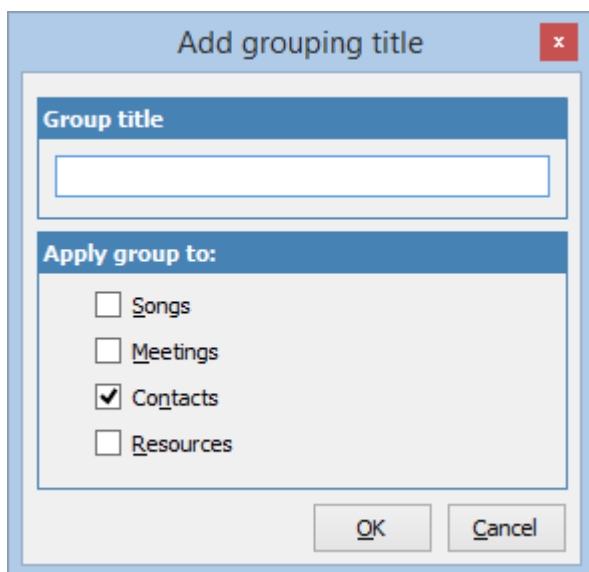 Add grouping title
x
Group title
Apply group to:
Songs
Meetings
Contacts
Resources
OK
Cancel